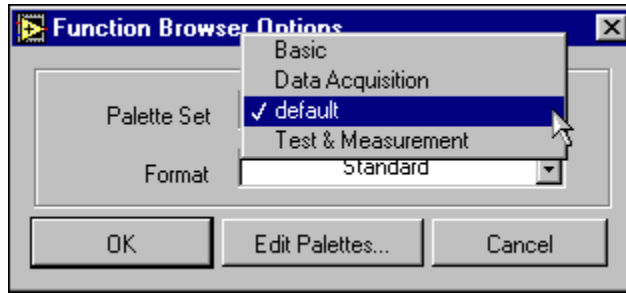 Function Browser Options
Basic
Data Acquisition
Palette Set
✓ default
Test & Measurement
Format
Standard
OK
Edit Palettes...
Cancel